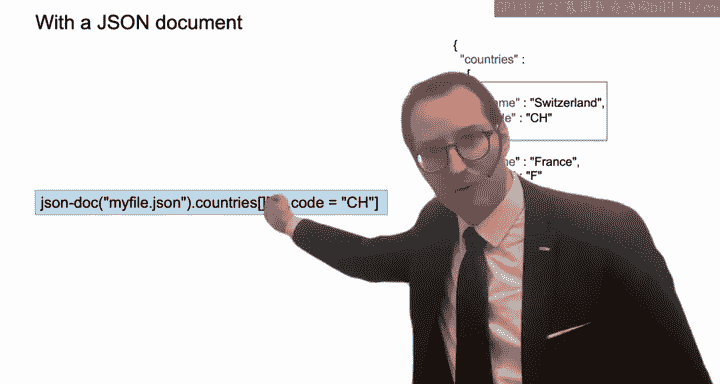 With a JSON document
{
"countries" :
[
"Switzerland",
: "CH"
: "France",
: "F"
json-doc("myfile.json").countries[] code = "CH"]